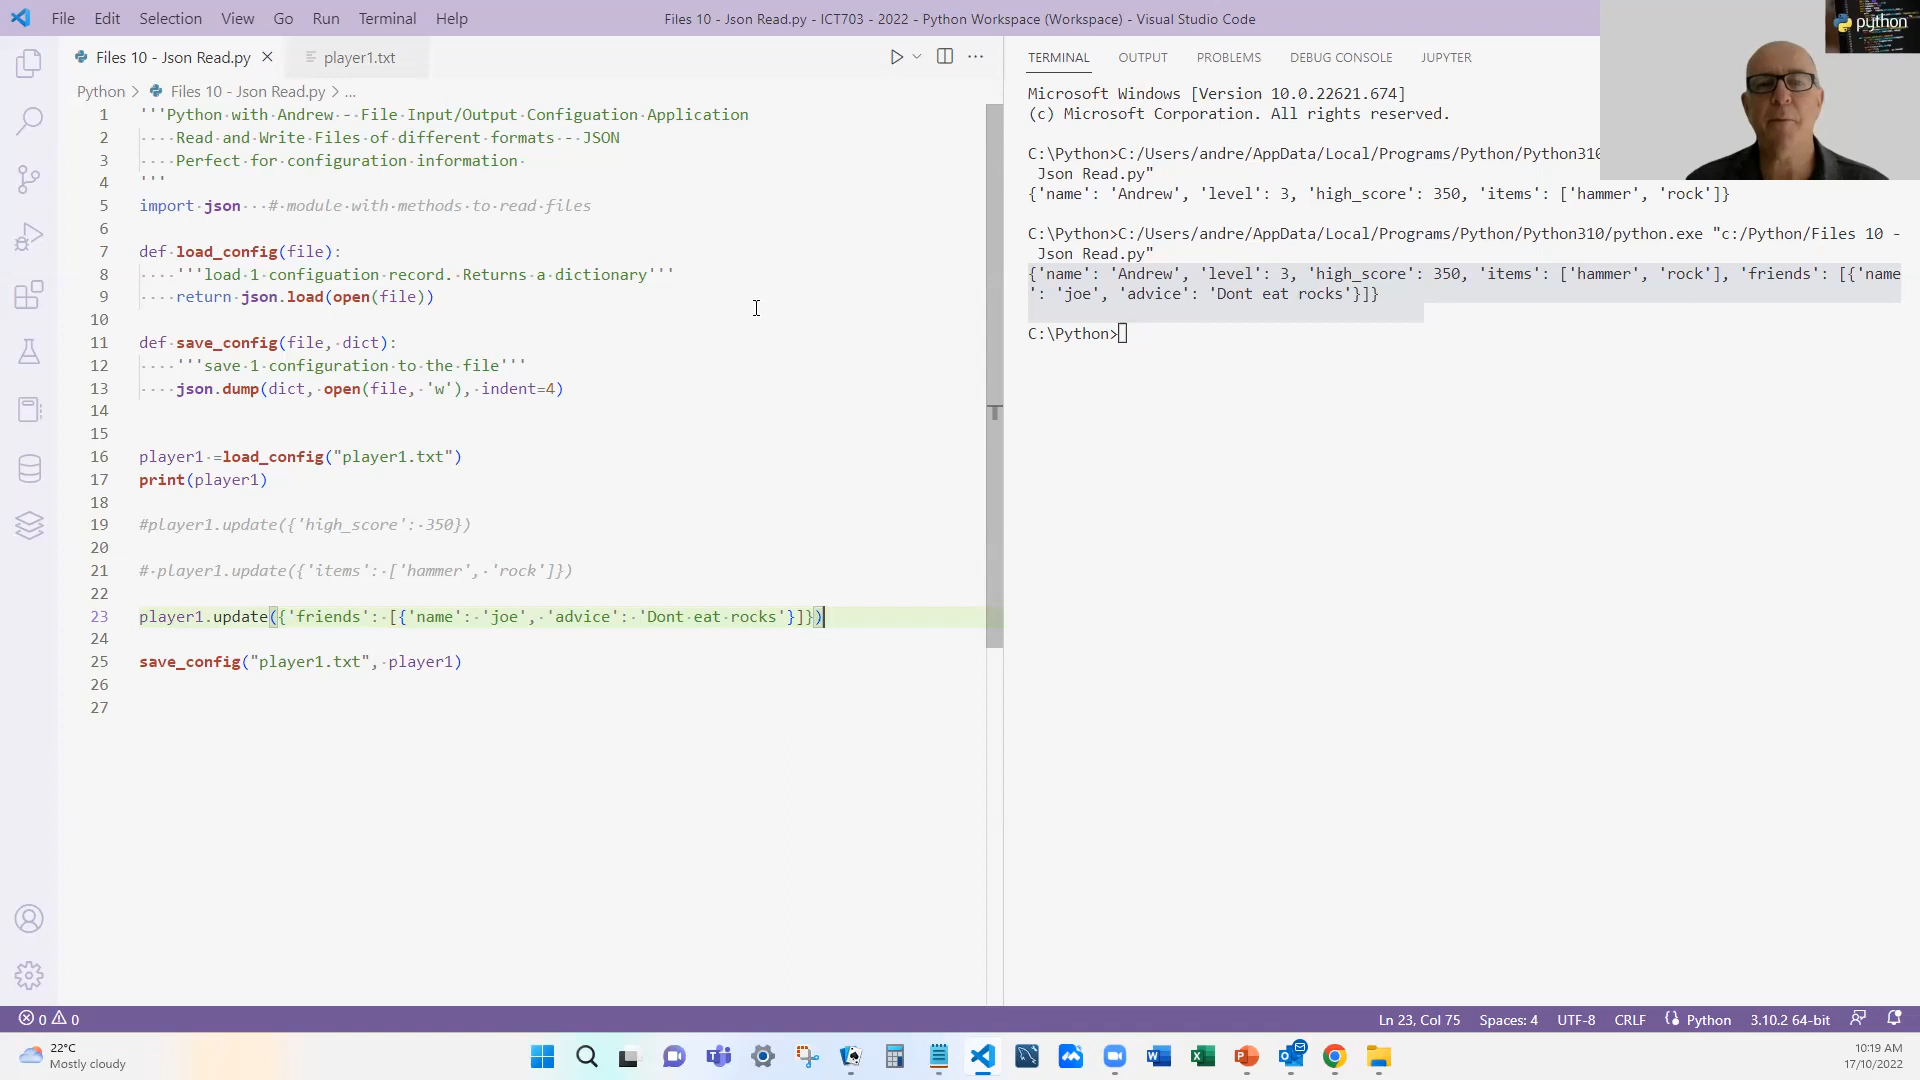 File Edit Selection View Go Run Terminal Help
Files 10 - Json Read.py - ICT703 - 2022 - Python Workspace (Workspace) - Visual Studio Code
python
Files 10 - Json Read.py
player1.txt
Python > Files 10 - Json Read.py > ...
1 '''Python with Andrew - File Input/Output Configuation Application
2 Read and Write Files of different formats - JSON
3 Perfect for configuration information
4 '''
5 import json # module with methods to read files
6
7 def load_config(file):
8 '''load 1 configuation record. Returns a dictionary'''
9 return json.load(open(file))
10
11 def save_config(file, dict):
12 '''save 1 configuration to the file'''
13 json.dump(dict, open(file, 'w'), indent=4)
14
15
16 player1 =load_config("player1.txt")
17 print(player1)
18
19 #player1.update({'high_score': 350})
20
21 # player1.update({'items': ['hammer', 'rock']})
22
23 player1.update({'friends': [{'name': 'joe', 'advice': 'Dont eat rocks'}]})
24
25 save_config("player1.txt", player1)
26
27
TERMINAL OUTPUT PROBLEMS DEBUG CONSOLE JUPYTER
Microsoft Windows [Version 10.0.22621.674]
(c) Microsoft Corporation. All rights reserved.
C:\Python>C:/Users/andre/AppData/Local/Programs/Python/Python310
Json Read.py"
{'name': 'Andrew', 'level': 3, 'high_score': 350, 'items': ['hammer', 'rock']}
C:\Python>C:/Users/andre/AppData/Local/Programs/Python/Python310/python.exe "c:/Python/Files 10 -
Json Read.py"
{'name': 'Andrew', 'level': 3, 'high_score': 350, 'items': ['hammer', 'rock'], 'friends': [{'name
': 'joe', 'advice': 'Dont eat rocks'}]}
C:\Python>
0 0
Ln 23, Col 75 Spaces: 4 UTF-8 CRLF Python 3.10.2 64-bit
22°C
Mostly cloudy
10:19 AM
17/10/2022